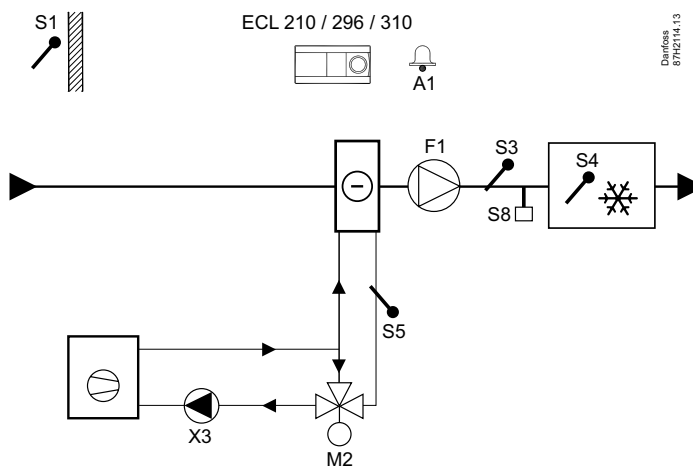 S1
ECL 210 / 296 / 310
A1
Danfoss
87H2114.13
F1
S3
S4
S8
S5
X3
M2